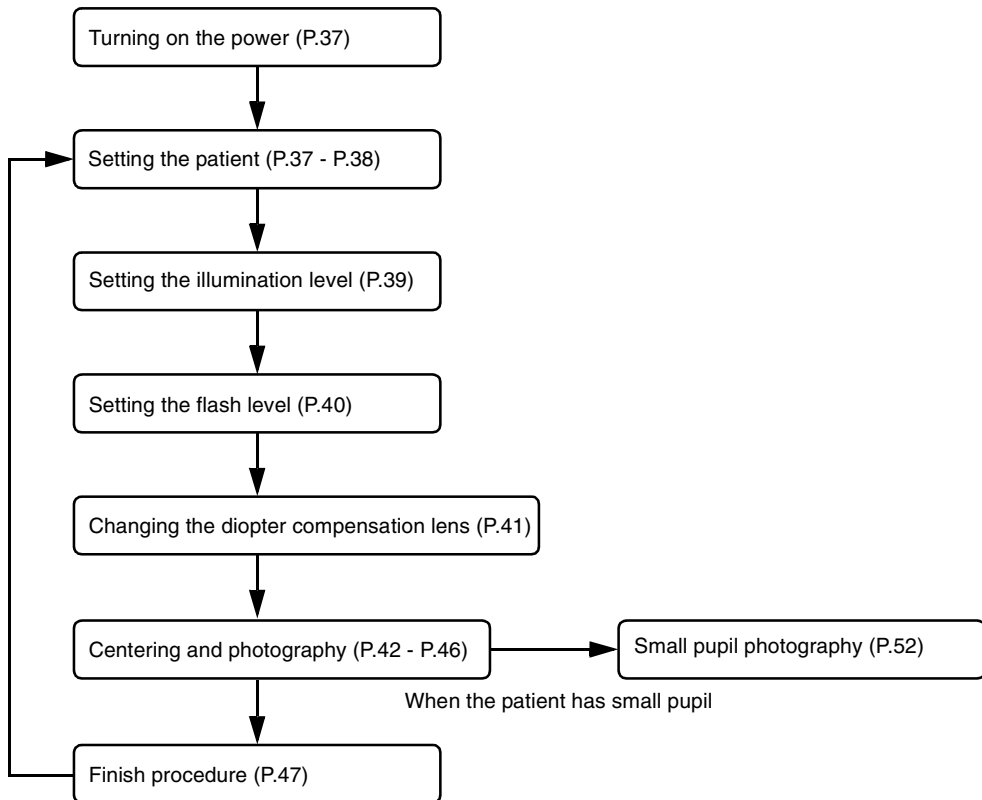 Turning on the power (P.37)
Setting the patient (P.37 - P.38)
Setting the illumination level (P.39)
Setting the flash level (P.40)
Changing the diopter compensation lens (P.41)
Centering and photography (P.42 - P.46)
Small pupil photography (P.52)
When the patient has small pupil
Finish procedure (P.47)